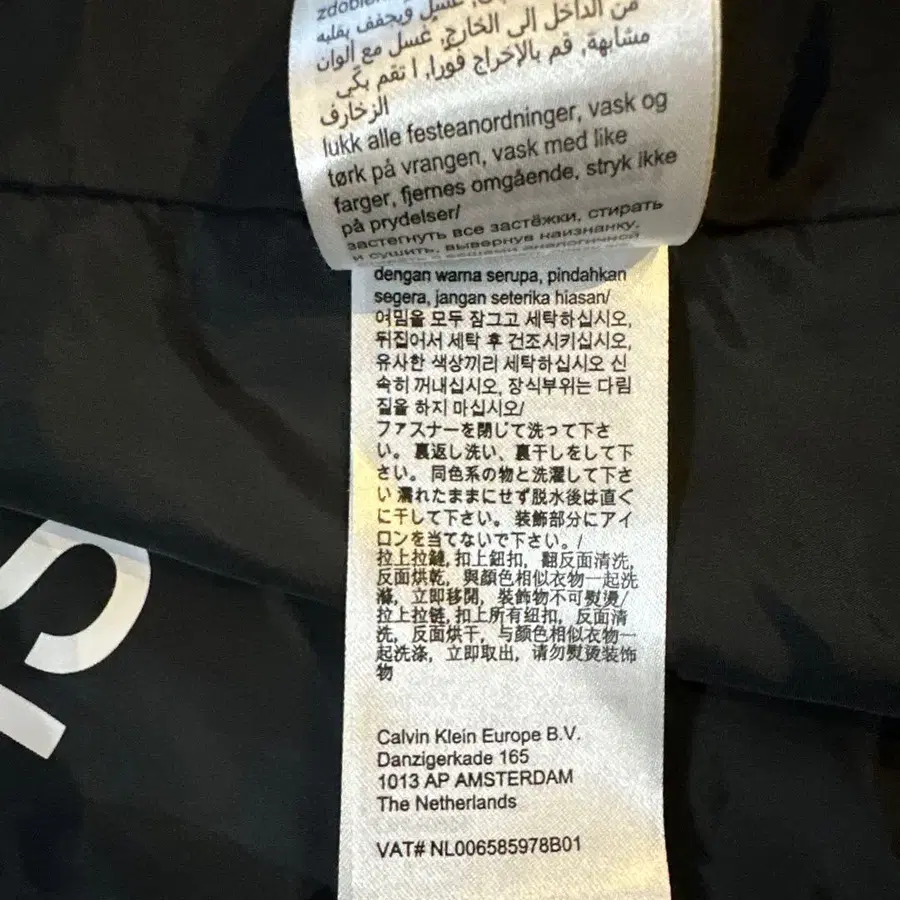 غسل ويجفف بقلبه
من الداخل إلى الخارج, غسل مع ألوان
مشابهة, قم بالإخراج فورا, ا تقم بكّي
الزخارف
lukk alle festeanordninger, vask og
tørk på vrangen, vask med like
farger, fjernes omgående, stryk ikke
på prydelser/
застегнуть все застёжки, стирать
и сушить, вывернув наизнанку,
dengan warna serupa, pindahkan
segera, jangan seterika hiasan/
여밈을 모두 잠그고 세탁하십시오,
뒤집어서 세탁 후 건조시키십시오,
유사한 색상끼리 세탁하십시오 신
속히 꺼내십시오, 장식부위는 다림
질을 하지 마십시오/
ファスナーを閉じて洗って下さ
い。裏返し洗い、裏干しをして下
さい。同色系の物と洗濯して下さ
い 濡れたままにせず脱水後は直ぐ
に干して下さい。装飾部分にアイ
ロンを当てないで下さい。/
拉上拉鏈, 扣上鈕扣, 翻反面清洗,
反面烘乾, 與顏色相似衣物一起洗
滌, 立即移開, 裝飾物不可熨燙/
拉上拉链, 扣上所有纽扣, 反面清
洗, 反面烘干, 与颜色相似衣物一
起洗涤, 立即取出, 请勿熨烫装饰
物
Calvin Klein Europe B.V.
Danzigerkade 165
1013 AP AMSTERDAM
The Netherlands
VAT# NL006585978B01